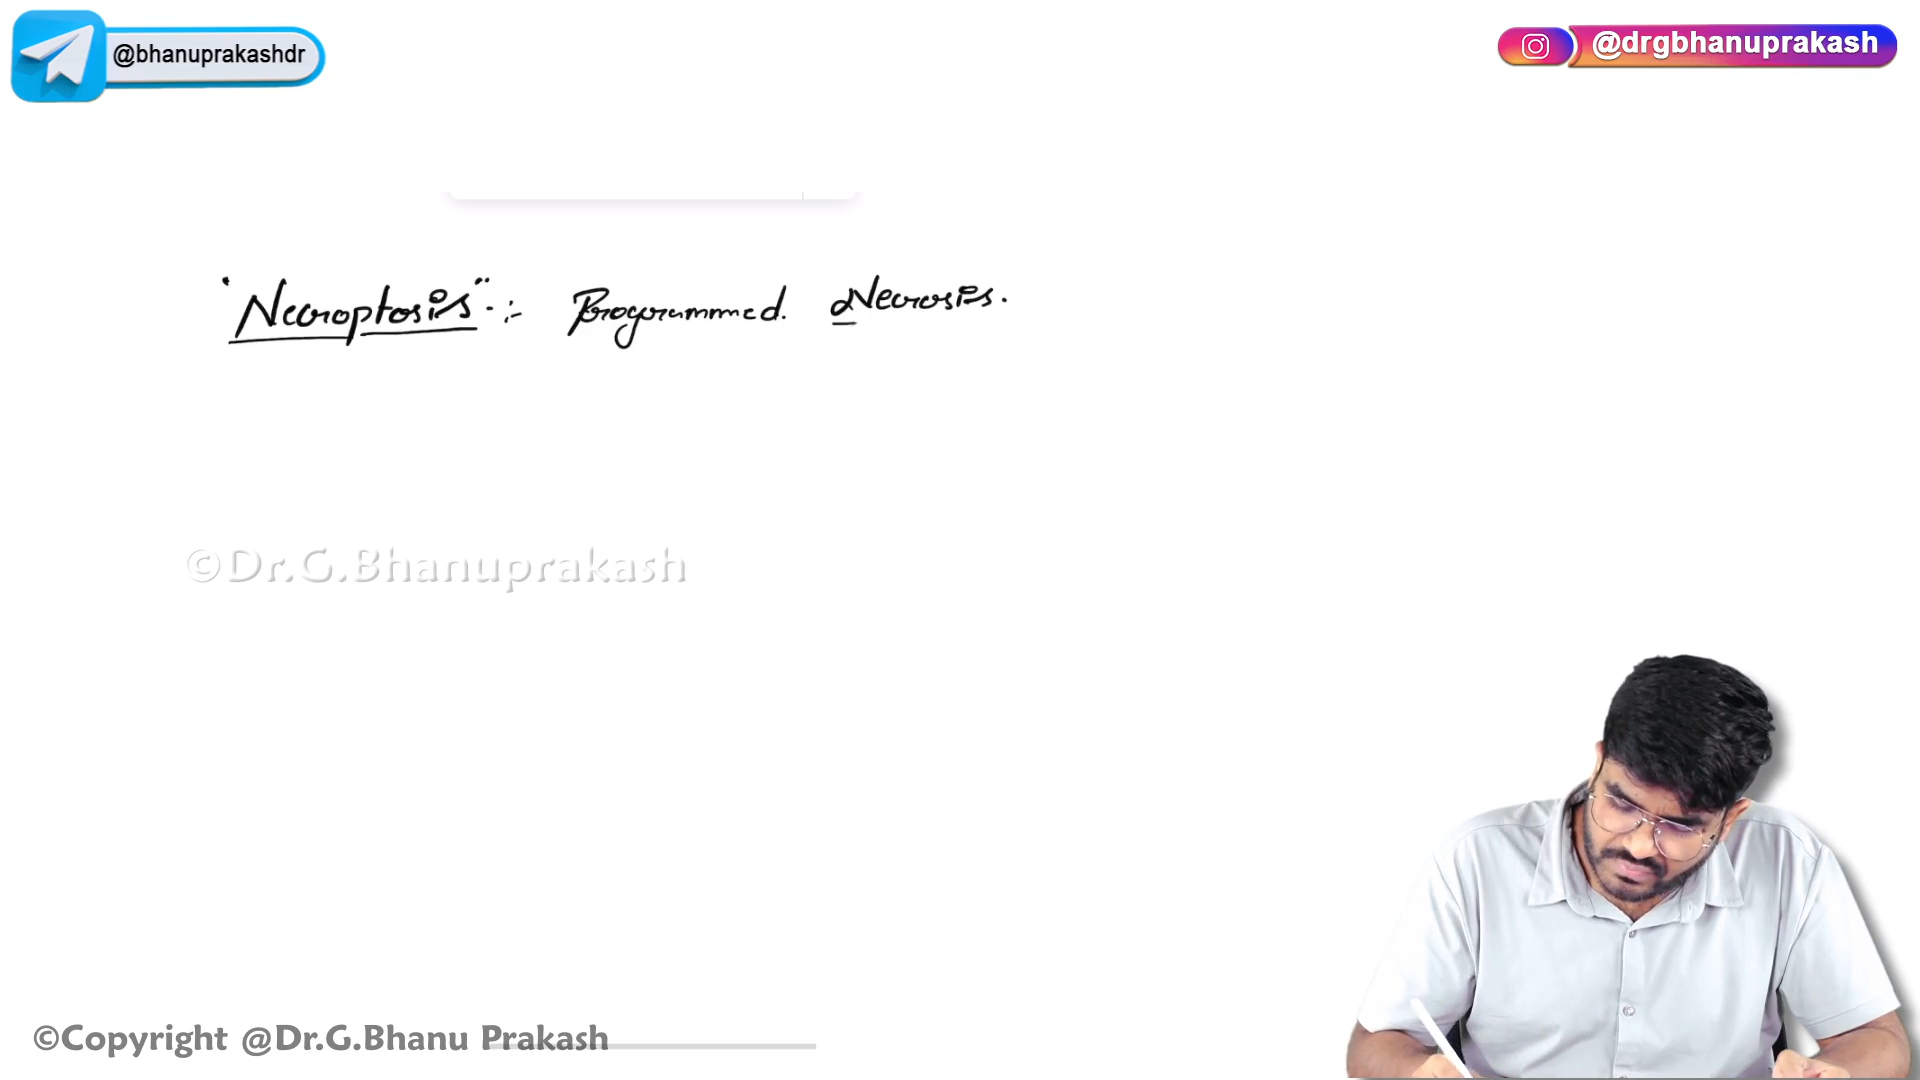 @bhanuprakashdr
@drgbhanuprakash
"Necroptosis" :- Programmed Necrosis.
©Dr.G.Bhanuprakash
©Copyright @Dr.G.Bhanu Prakash